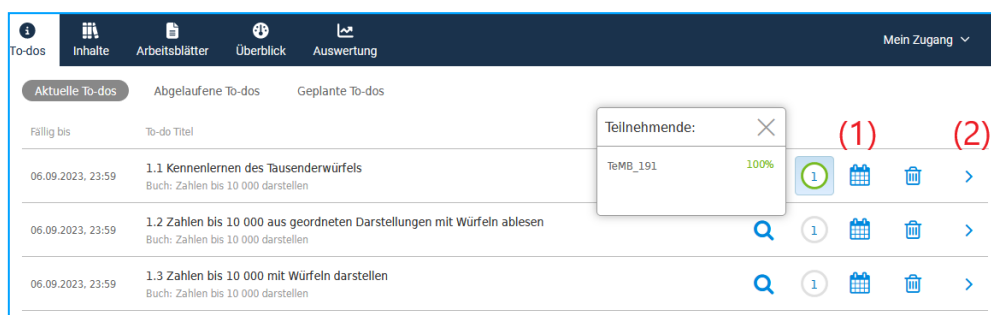 To-dos
Inhalte
Arbeitsblätter
Überblick
Auswertung
Mein Zugang
Aktuelle To-dos
Abgelaufene To-dos
Geplante To-dos
Fällig bis
To-do Titel
Teilnehmende:
(1)
(2)
TeMB_191
100%
06.09.2023, 23:59
1.1 Kennenlernen des Tausenderwürfels
Buch: Zahlen bis 10 000 darstellen
1
06.09.2023, 23:59
1.2 Zahlen bis 10 000 aus geordneten Darstellungen mit Würfeln ablesen
Buch: Zahlen bis 10 000 darstellen
1
06.09.2023, 23:59
1.3 Zahlen bis 10 000 mit Würfeln darstellen
Buch: Zahlen bis 10 000 darstellen
1